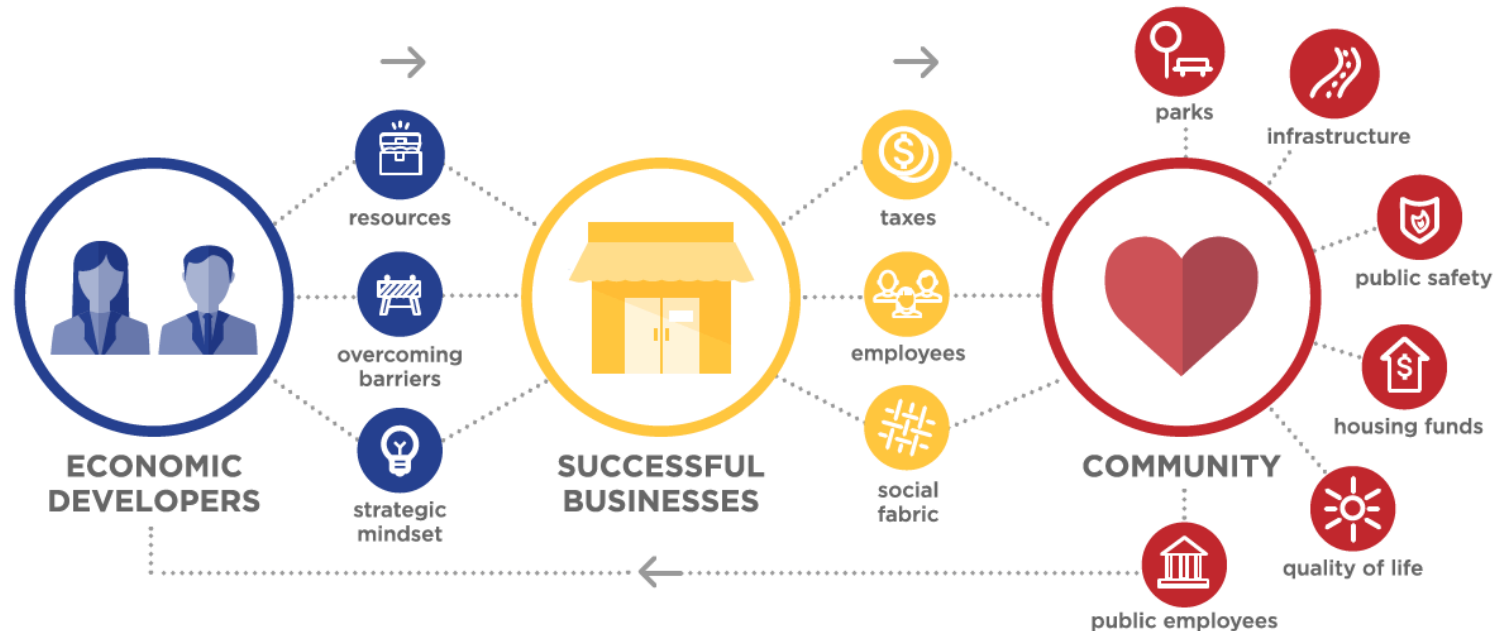 parks
infrastructure
resources
taxes
public safety
overcoming
barriers
employees
housing funds
ECONOMIC
DEVELOPERS
SUCCESSFUL
BUSINESSES
COMMUNITY
strategic
mindset
social
fabric
quality of life
public employees
$
$